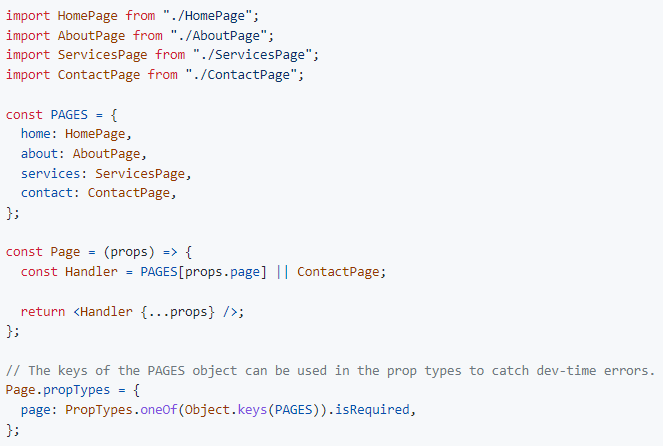 import HomePage from "./HomePage";
import AboutPage from "./AboutPage";
import ServicesPage from "./ServicesPage";
import ContactPage from "./ContactPage";

const PAGES = {
  home: HomePage,
  about: AboutPage,
  services: ServicesPage,
  contact: ContactPage,
};

const Page = (props) => {
  const Handler = PAGES[props.page] || ContactPage;

  return <Handler {...props} />;
};

// The keys of the PAGES object can be used in the prop types to catch dev-time errors.
Page.propTypes = {
  page: PropTypes.oneOf(Object.keys(PAGES)).isRequired,
};